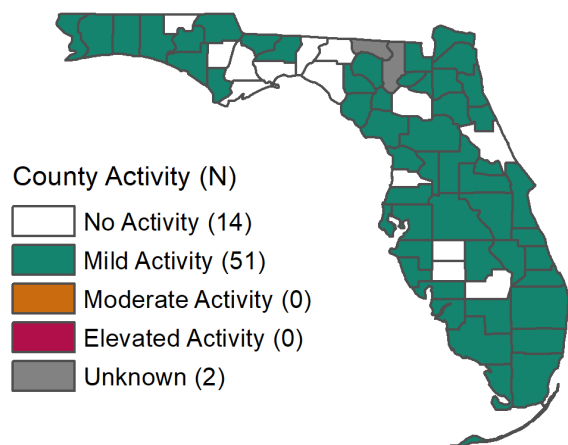 County Activity (N)
No Activity (14)
Mild Activity (51)
Moderate Activity (0)
Elevated Activity (0)
Unknown (2)